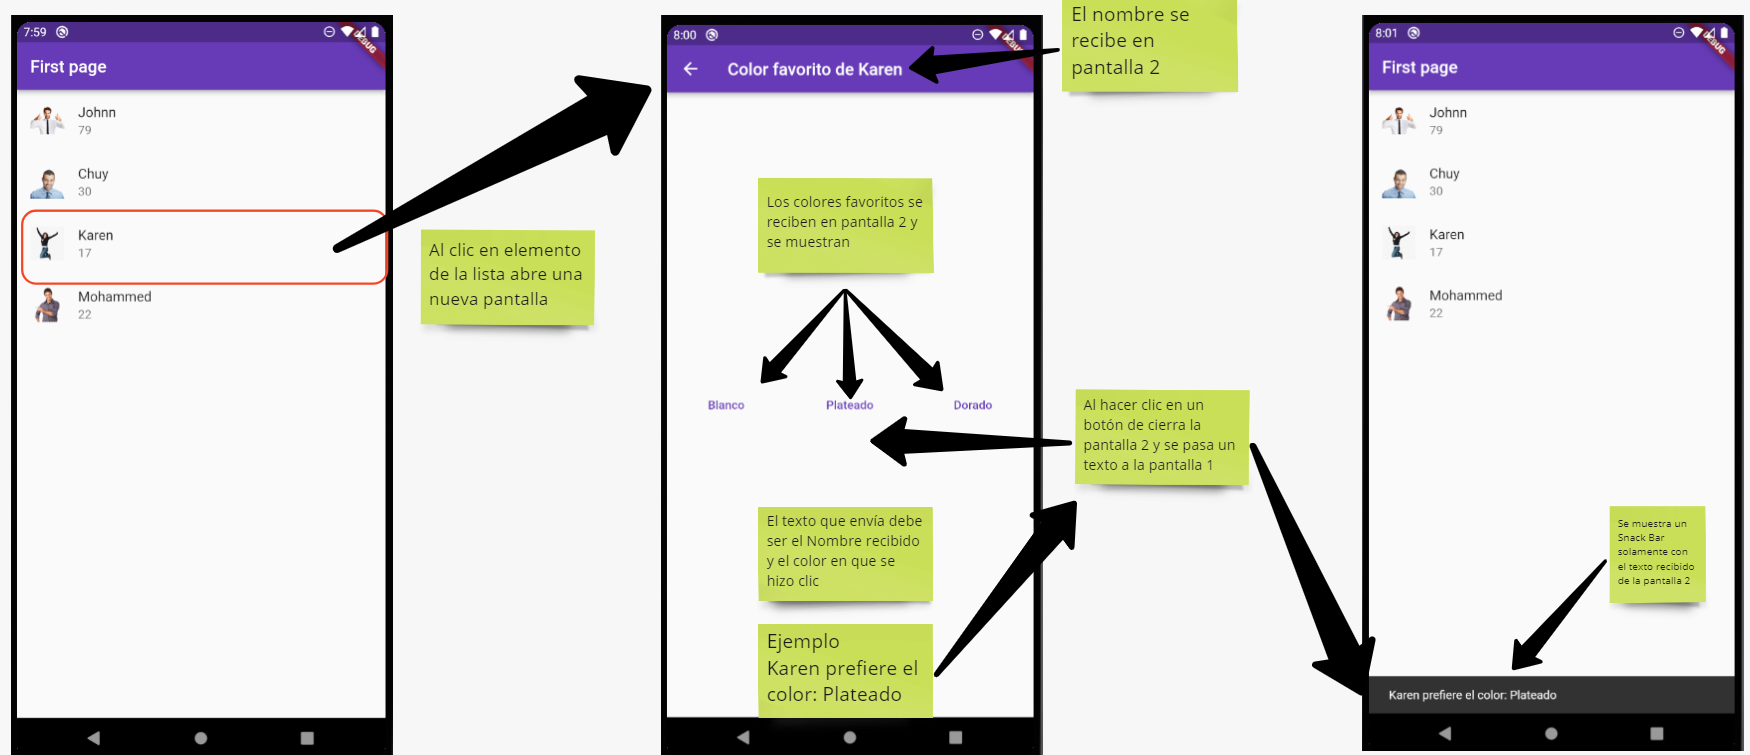 7:59
DEBUG
First page
Johnn
79
Chuy
30
Karen
17
Mohammed
22
Al clic en elemento
de la lista abre una
nueva pantalla
8:00
DEBUG
Color favorito de Karen
El nombre se
recibe en
pantalla 2
Los colores favoritos se
reciben en pantalla 2 y
se muestran
Blanco
Plateado
Dorado
Al hacer clic en un
botón de cierra la
pantalla 2 y se pasa un
texto a la pantalla 1
El texto que envía debe
ser el Nombre recibido
y el color en que se
hizo clic
Ejemplo
Karen prefiere el
color: Plateado
8:01
DEBUG
First page
Johnn
79
Chuy
30
Karen
17
Mohammed
22
Se muestra un
Snack Bar
solamente con
el texto recibido
de la pantalla 2
Karen prefiere el color: Plateado